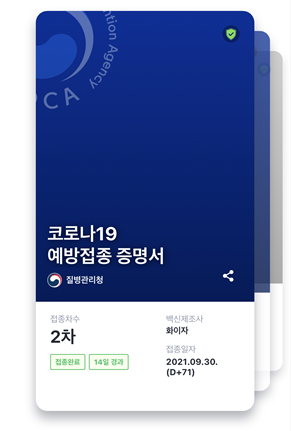 ntion Agency
PCA
코로나19
예방접종 증명서
질병관리청
접종차수
2차
접종완료
14일 경과
백신제조사
화이자
접종일자
2021.09.30.
(D+71)